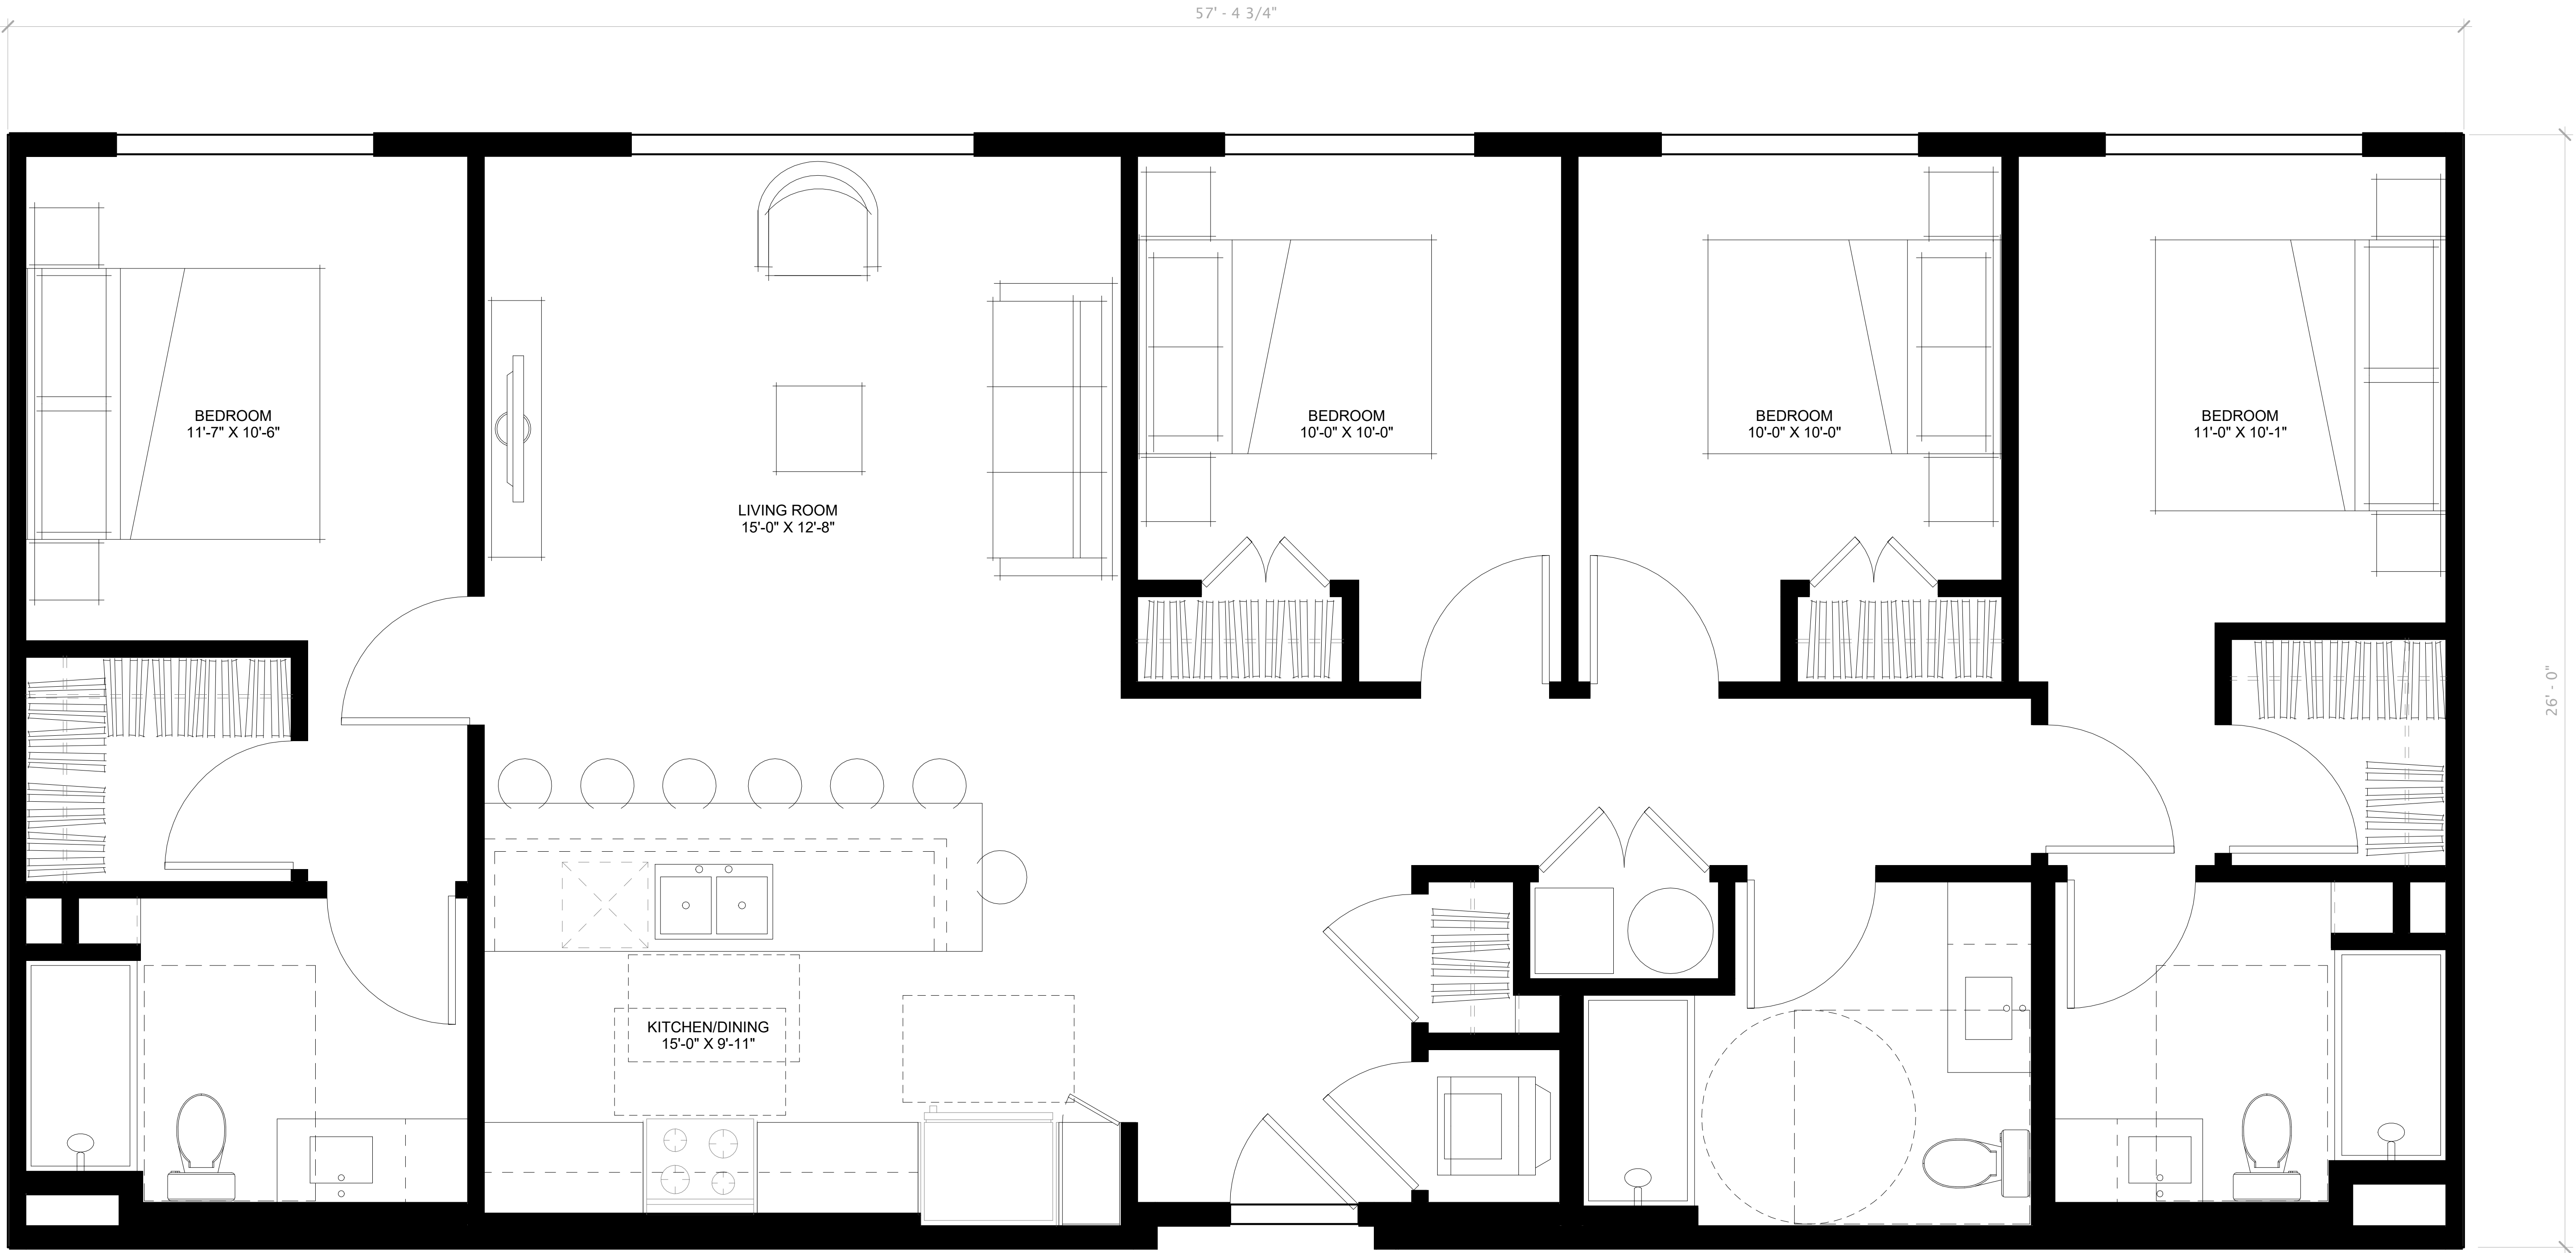 57' - 4 3/4"
BEDROOM
11'-7" X 10'-6"
BEDROOM
10'-0" X 10'-0"
BEDROOM
10'-0" X 10'-0"
BEDROOM
11'-0" X 10'-1"
LIVING ROOM
15'-0" X 12'-8"
26' - 0"
KITCHEN/DINING
15'-0" X 9'-11"